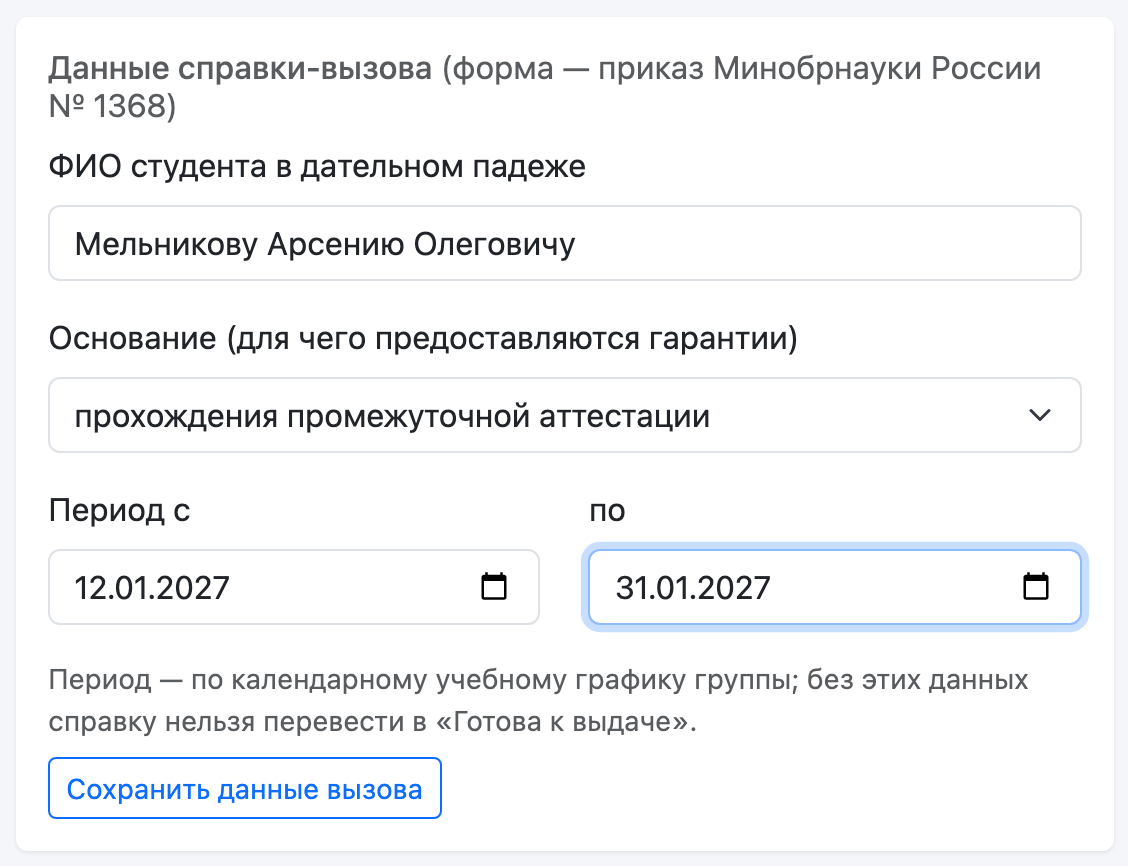 Данные справки-вызова (форма — приказ Минобрнауки России
№ 1368)
ФИО студента в дательном падеже
Мельникову Арсению Олеговичу
Основание (для чего предоставляются гарантии)
прохождения промежуточной аттестации
Период с
по
12.01.2027
31.01.2027
Период — по календарному учебному графику группы; без этих данных
справку нельзя перевести в «Готова к выдаче».
Сохранить данные вызова